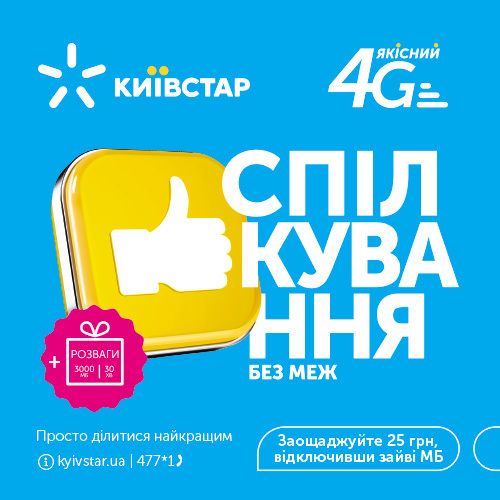 КИЇВСТАР
ЯКІСНИЙ
4G
СПІЛ
КУВА
ННЯ
БЕЗ МЕЖ
+
РОЗВАГИ
3000 МБ | 30 ХВ
Просто ділитися найкращим
kyivstar.ua | 477*1
Заощаджуйте 25 грн,
відключивши зайві МБ